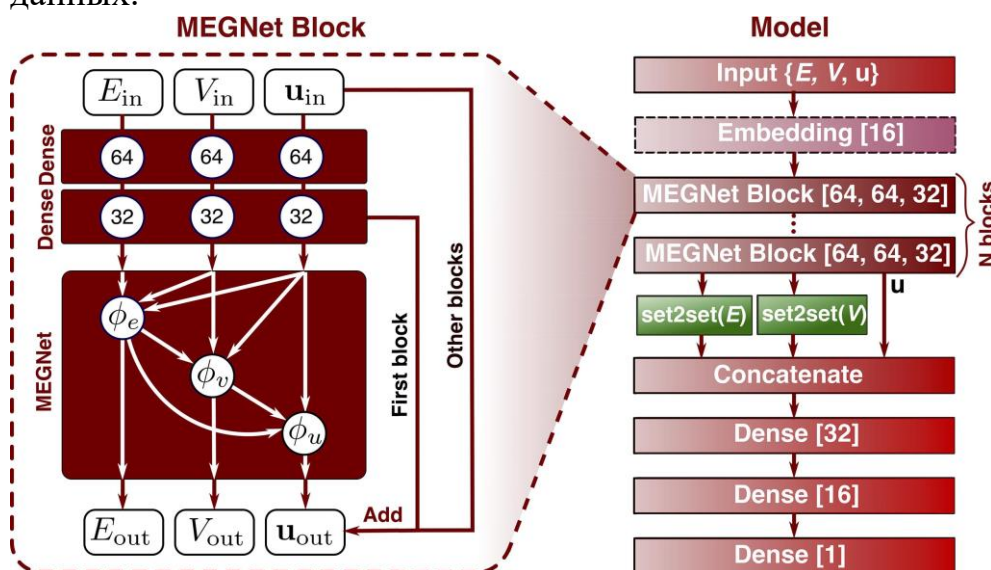 данных.
MEGNet Block
E_in V_in u_in
Dense
64 64 64
Dense
32 32 32
MEGNet
ϕ_e
ϕ_v
ϕ_u
First block
Other blocks
Add
E_out V_out u_out
Model
Input {E, V, u}
Embedding [16]
MEGNet Block [64, 64, 32]
MEGNet Block [64, 64, 32]
N blocks
u
set2set(E) set2set(V)
Concatenate
Dense [32]
Dense [16]
Dense [1]